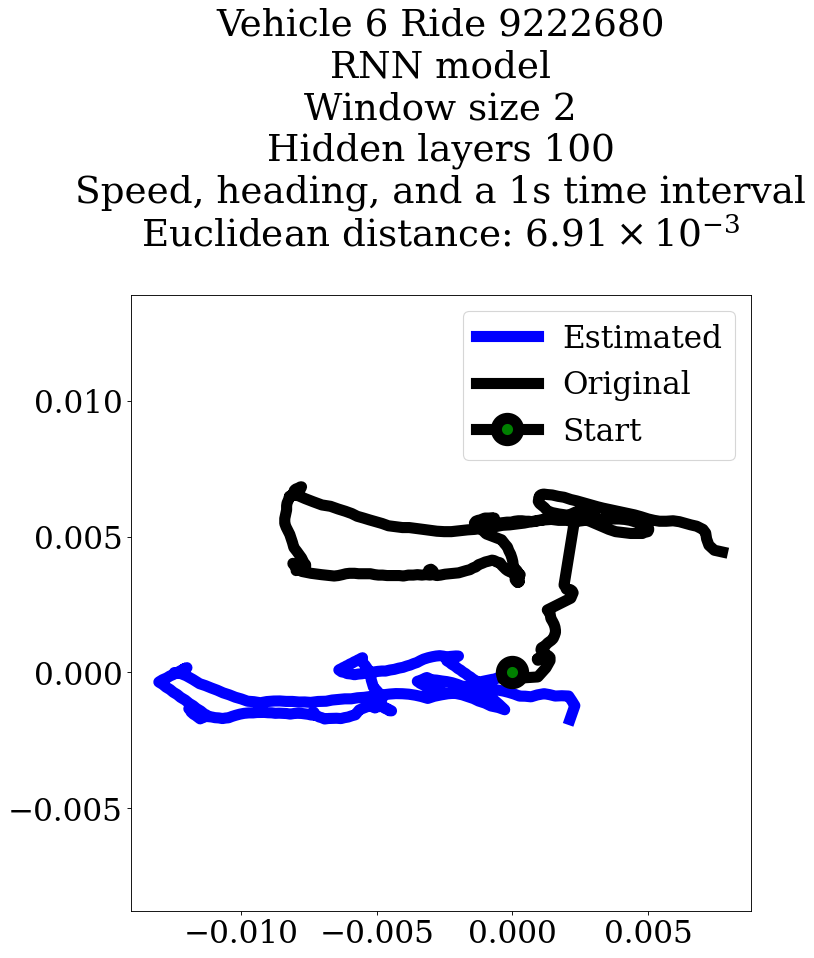 Vehicle 6 Ride 9222680
RNN model
Window size 2
Hidden layers 100
Speed, heading, and a 1s time interval
Euclidean distance: 6.91 × 10⁻³
Estimated
Original
Start
0.010
0.005
0.000
−0.005
−0.010 −0.005 0.000 0.005